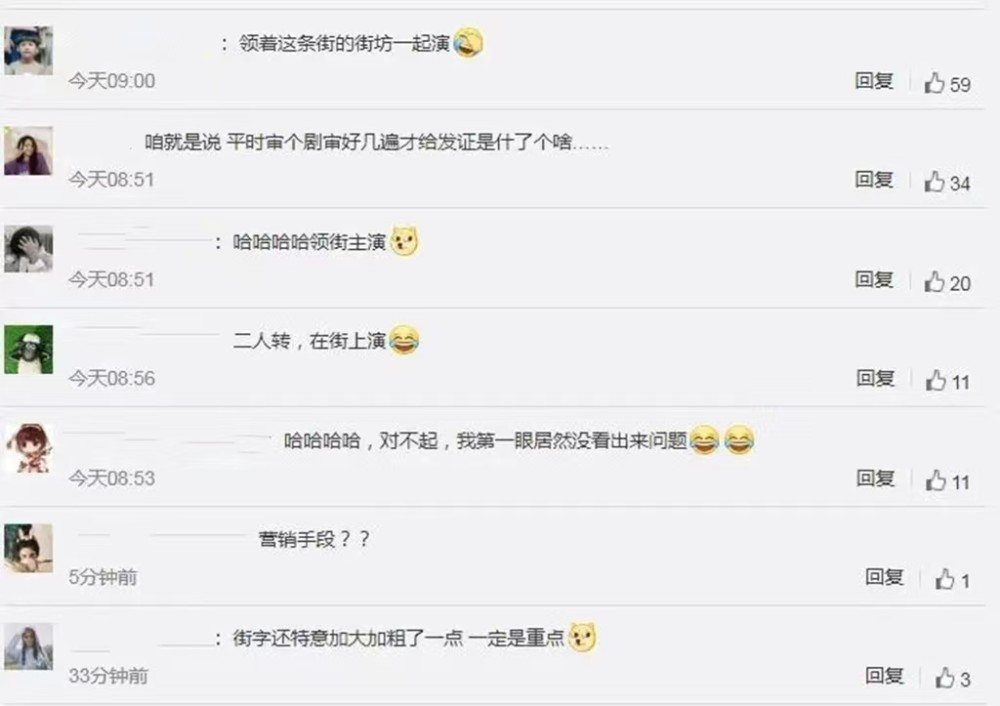 ：领着这条街的街坊一起演
今天09:00 回复 59
咱就是说 平时审个剧审好几遍才给发证是什了个啥……
今天08:51 回复 34
：哈哈哈哈领街主演
今天08:51 回复 20
二人转，在街上演
今天08:56 回复 11
哈哈哈哈，对不起，我第一眼居然没看出来问题
今天08:53 回复 11
营销手段？？
5分钟前 回复 1
：街字还特意加大加粗了一点 一定是重点
33分钟前 回复 3